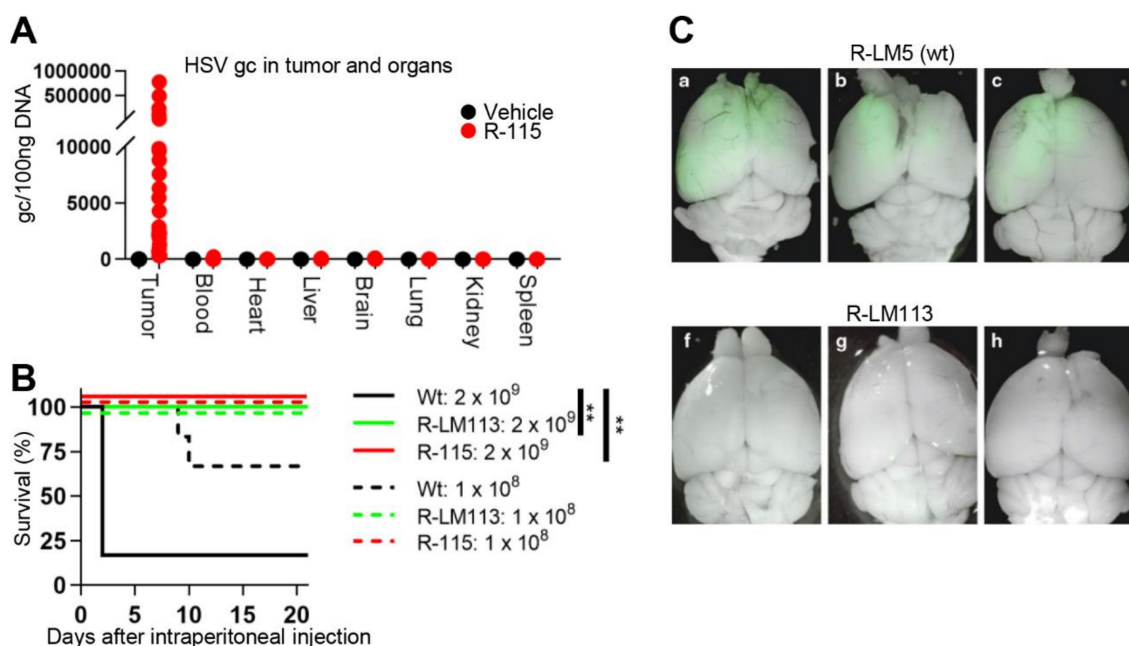 A
HSV gc in tumor and organs
gc/100ng DNA
1000000
500000
10000
5000
0
Vehicle
R-115
Tumor
Blood
Heart
Liver
Brain
Lung
Kidney
Spleen
B
Survival (%)
100
75
50
25
0
0
5
10
15
20
Days after intraperitoneal injection
Wt: 2 x 10⁹
R-LM113: 2 x 10⁹
R-115: 2 x 10⁹
Wt: 1 x 10⁸
R-LM113: 1 x 10⁸
R-115: 1 x 10⁸
**
**
C
R-LM5 (wt)
a
b
c
R-LM113
f
g
h